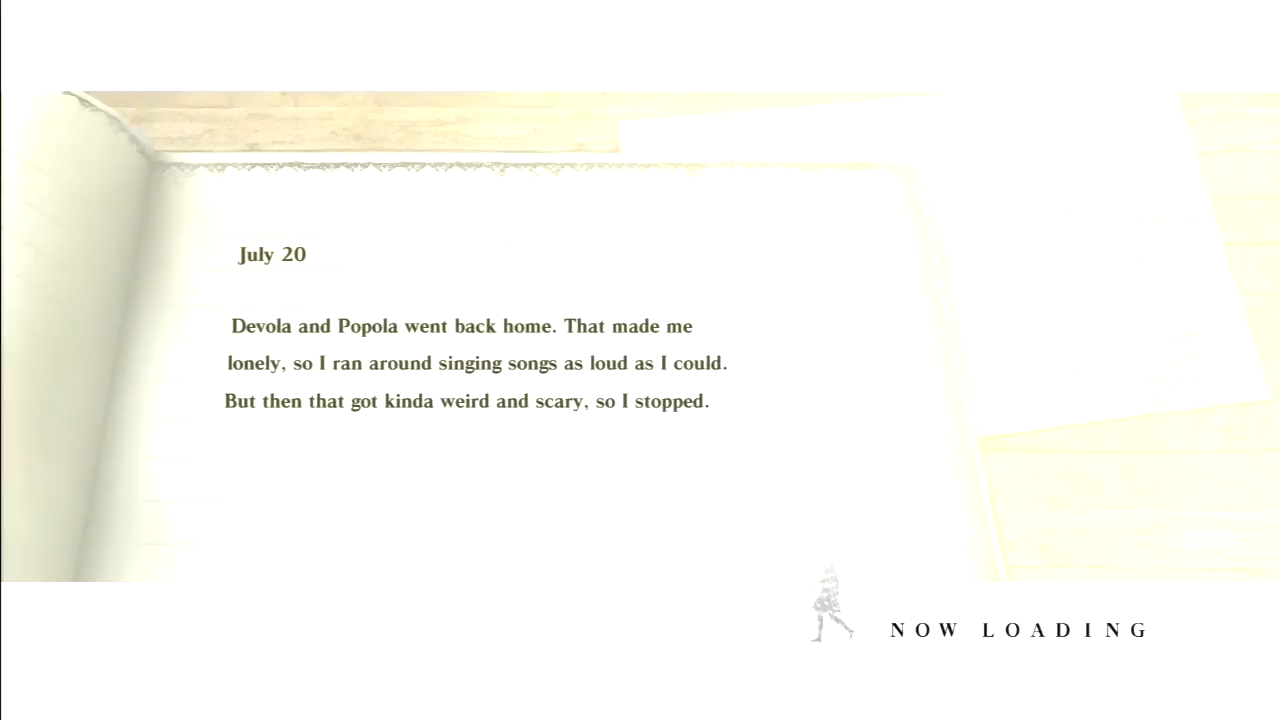 July 20
Devola and Popola went back home. That made me
lonely, so I ran around singing songs as loud as I could.
But then that got kinda weird and scary, so I stopped.
NOW LOADING